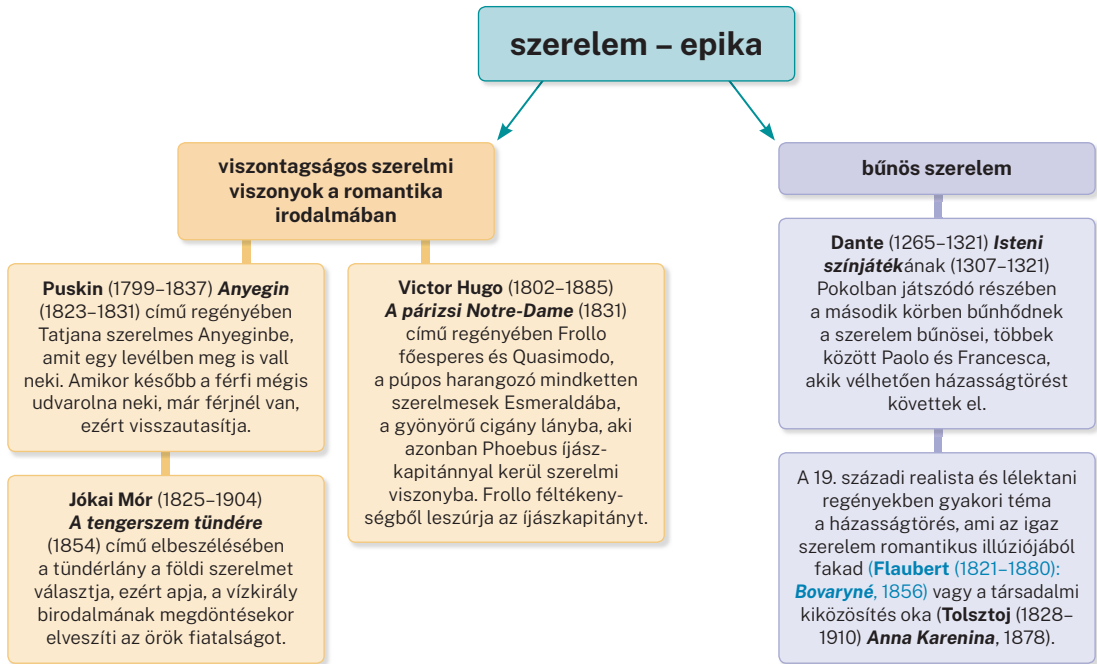 szerelem – epika
viszontagságos szerelmi
viszonyok a romantika
irodalmában
Puskin (1799–1837) Anyegin
(1823–1831) című regényében
Tatjana szerelmes Anyeginbe,
amit egy levélben meg is vall
neki. Amikor később a férfi mégis
udvarolna neki, már férjnél van,
ezért visszautasítja.
Jókai Mór (1825–1904)
A tengerszem tündére
(1854) című elbeszélésében
a tündérlány a földi szerelmet
választja, ezért apja, a vízkirály
birodalmának megdöntésekor
elveszíti az örök fiatalságot.
Victor Hugo (1802–1885)
A párizsi Notre-Dame (1831)
című regényében Frollo
főesperes és Quasimodo,
a púpos harangozó mindketten
szerelmesek Esmeraldába,
a gyönyörű cigány lányba, aki
azonban Phoebus íjász-
kapitánnyal kerül szerelmi
viszonyba. Frollo féltékeny-
ségből leszúrja az íjászkapitányt.
bűnös szerelem
Dante (1265–1321) Isteni
színjátékának (1307–1321)
Pokolban játszódó részében
a második körben bűnhődnek
a szerelem bűnösei, többek
között Paolo és Francesca,
akik vélhetően házasságtörést
követtek el.
A 19. századi realista és lélektani
regényekben gyakori téma
a házasságtörés, ami az igaz
szerelem romantikus illúziójából
fakad (Flaubert (1821–1880):
Bovaryné, 1856) vagy a társadalmi
kiközösítés oka (Tolsztoj (1828–
1910) Anna Karenina, 1878).